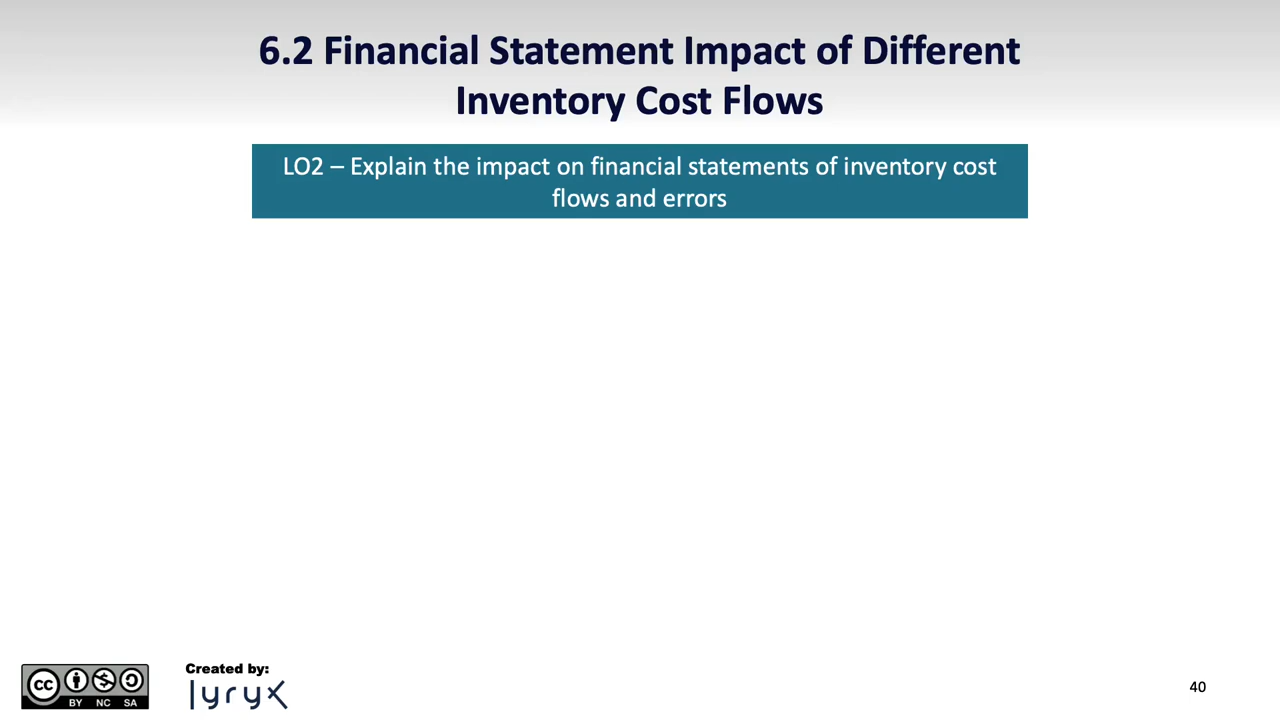 6.2 Financial Statement Impact of Different
Inventory Cost Flows
LO2 – Explain the impact on financial statements of inventory cost
flows and errors
cc
BY NC SA
Created by:
lyryx
40